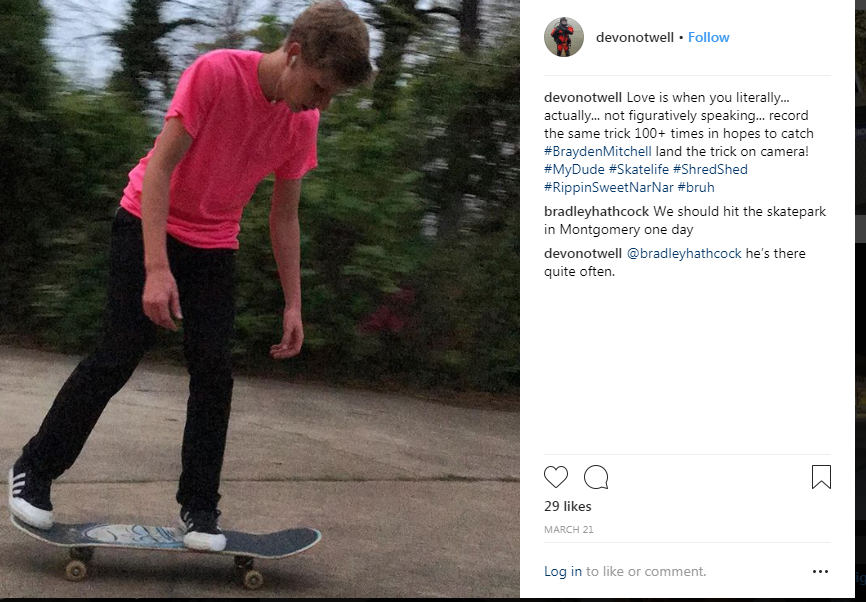 devonotwell • Follow
devonotwell Love is when you literally...
actually... not figuratively speaking... record
the same trick 100+ times in hopes to catch
#BraydenMitchell land the trick on camera!
#MyDude #Skatelife #ShredShed
#RippinSweetNarNar #bruh
bradleyhathcock We should hit the skatepark
in Montgomery one day
devonotwell @bradleyhathcock he's there
quite often.
29 likes
MARCH 21
Log in to like or comment.